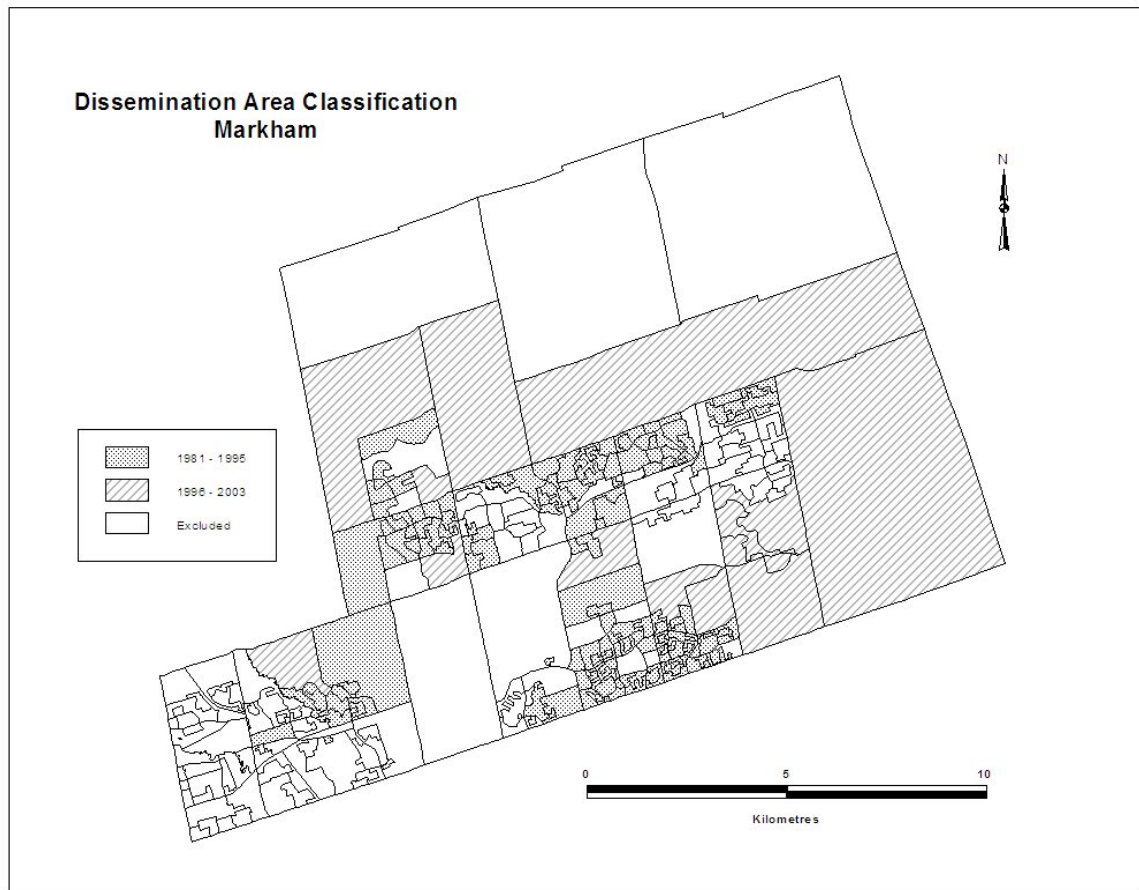 Dissemination Area Classification
Markham
N
1981 - 1995
1996 - 2003
Excluded
0 5 10
Kilometres